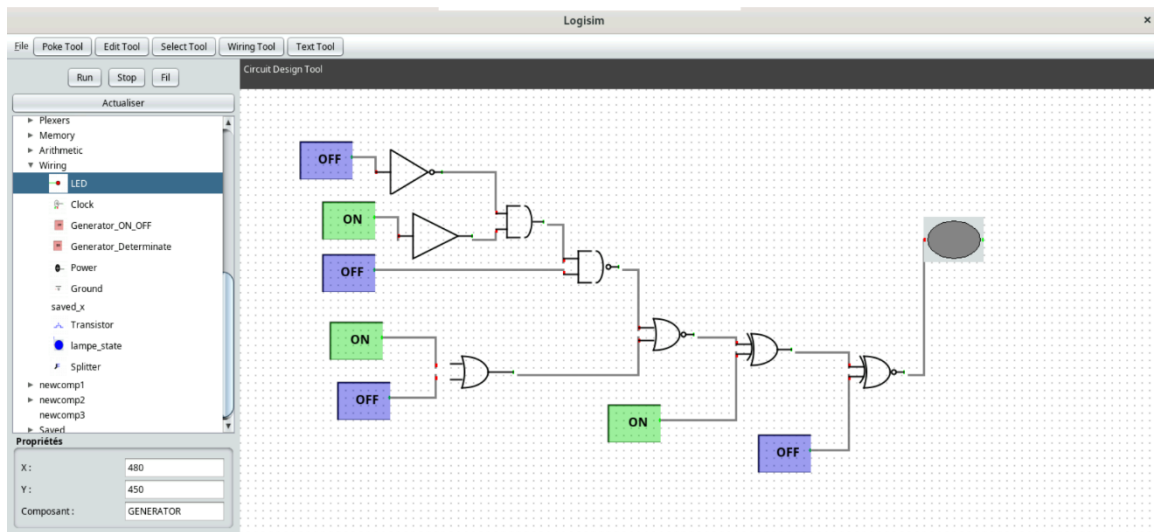 Logisim
×
File Poke Tool Edit Tool Select Tool Wiring Tool Text Tool
Run Stop Fil
Actualiser
Circuit Design Tool
Plexers
Memory
Arithmetic
Wiring
LED
Clock
Generator_ON_OFF
Generator_Determinate
Power
Ground
saved_x
Transistor
lampe_state
Splitter
newcomp1
newcomp2
newcomp3
Saved
Propriétés
X :
480
Y :
450
Composant :
GENERATOR
OFF
ON
OFF
ON
OFF
ON
OFF